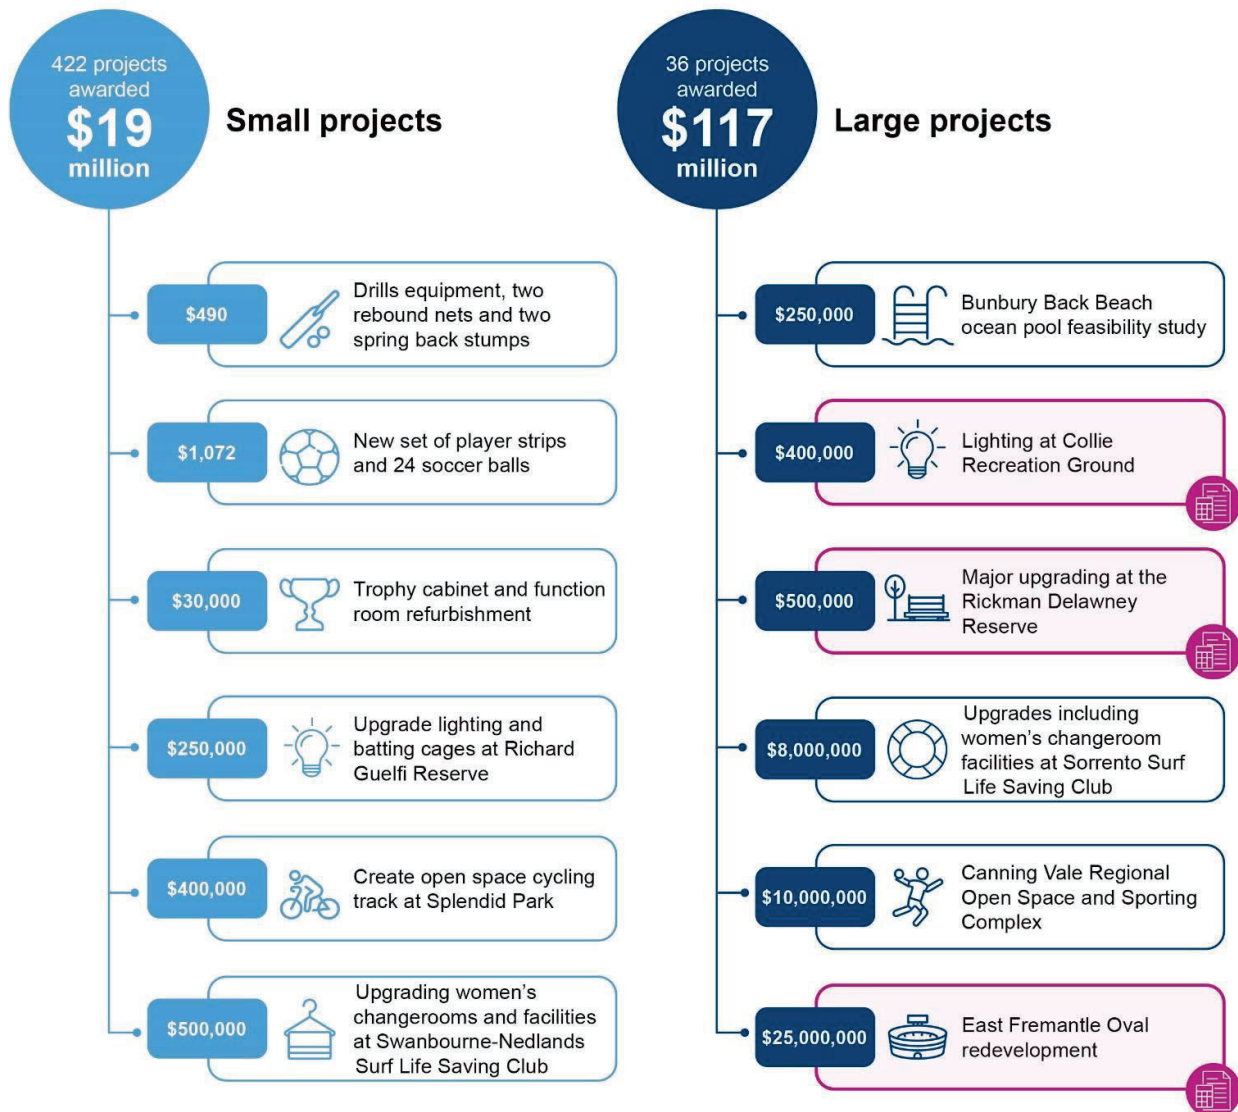 422 projects
awarded
$19
million
Small projects
$490
Drills equipment, two
rebound nets and two
spring back stumps
$1,072
New set of player strips
and 24 soccer balls
$30,000
Trophy cabinet and function
room refurbishment
$250,000
Upgrade lighting and
batting cages at Richard
Guelfi Reserve
$400,000
Create open space cycling
track at Splendid Park
$500,000
Upgrading women’s
changerooms and facilities
at Swanbourne-Nedlands
Surf Life Saving Club
36 projects
awarded
$117
million
Large projects
$250,000
Bunbury Back Beach
ocean pool feasibility study
$400,000
Lighting at Collie
Recreation Ground
$500,000
Major upgrading at the
Rickman Delawney
Reserve
$8,000,000
Upgrades including
women’s changeroom
facilities at Sorrento Surf
Life Saving Club
$10,000,000
Canning Vale Regional
Open Space and Sporting
Complex
$25,000,000
East Fremantle Oval
redevelopment